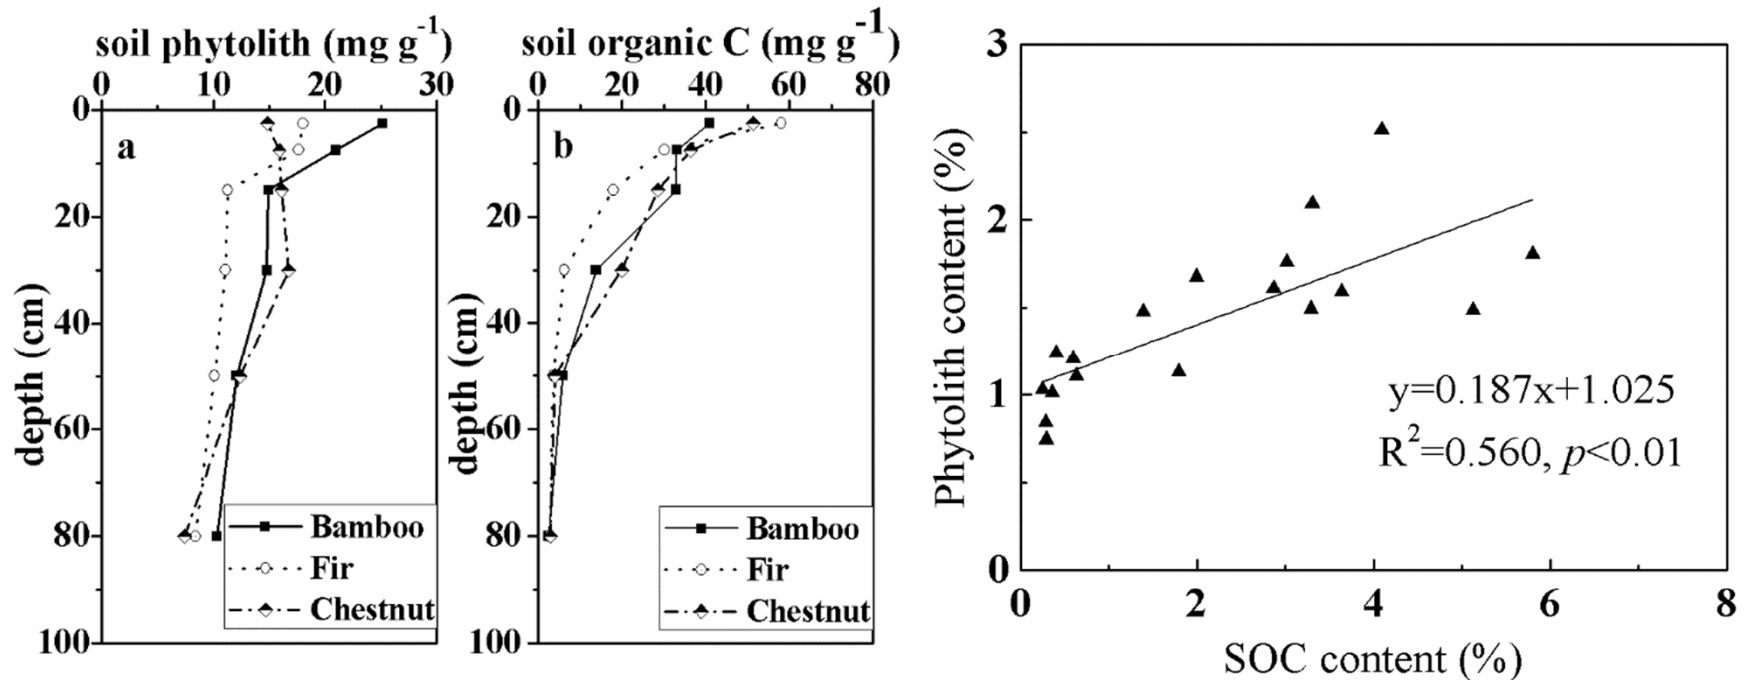 soil phytolith (mg g-1)
0 10 20 30
a
0
20
40
60
80
100
depth (cm)
Bamboo
Fir
Chestnut
soil organic C (mg g-1)
0 20 40 60 80
b
0
20
40
60
80
100
depth (cm)
Bamboo
Fir
Chestnut
3
2
1
0
Phytolith content (%)
y=0.187x+1.025
R2=0.560, p<0.01
0 2 4 6 8
SOC content (%)